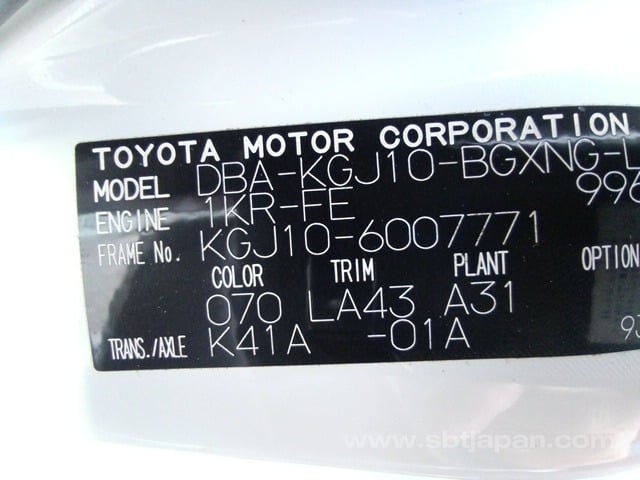 TOYOTA MOTOR CORPORATION
MODEL DBA-KGJ10-BGXNG-L
ENGINE 1KR-FE 996
FRAME No. KGJ10-6007771
COLOR TRIM PLANT OPTION
070 LA43 A31
TRANS./AXLE K41A -01A 93
www.sbtjapan.com